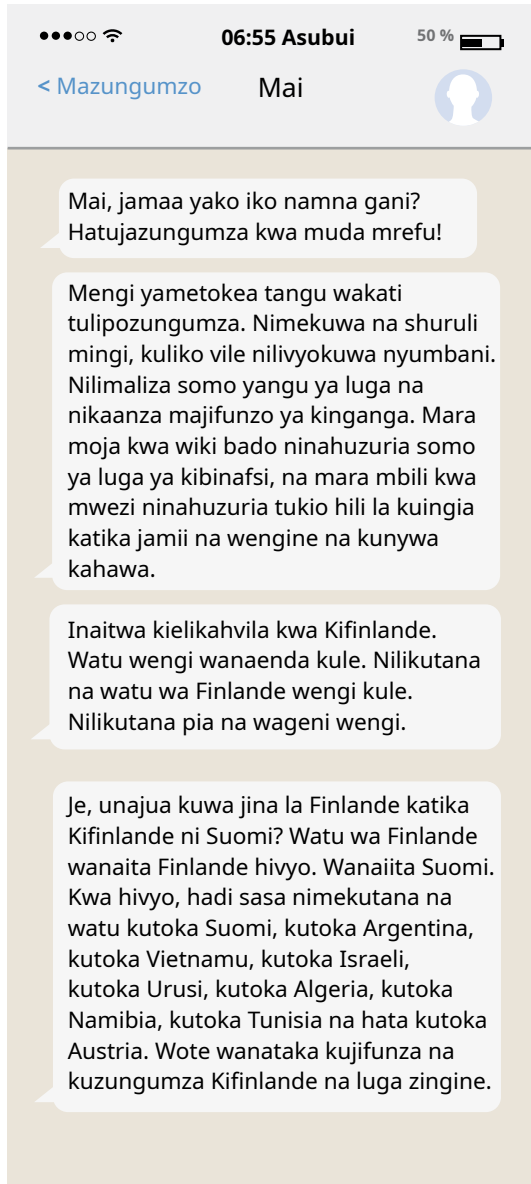 06:55 Asubui
50 %
< Mazungumzo
Mai
Mai, jamaa yako iko namna gani?
Hatujazungumza kwa muda mrefu!
Mengi yametokea tangu wakati
tulipozungumza. Nimekuwa na shuruli
mingi, kuliko vile nilivyokuwa nyumbani.
Nilimaliza somo yangu ya luga na
nikaanza majifunzo ya kinganga. Mara
moja kwa wiki bado ninahuzuria somo
ya luga ya kibinafsi, na mara mbili kwa
mwezi ninahuzuria tukio hili la kuingia
katika jamii na wengine na kunywa
kahawa.
Inaitwa kielikahvila kwa Kifinlande.
Watu wengi wanaenda kule. Nilikutana
na watu wa Finlande wengi kule.
Nilikutana pia na wageni wengi.
Je, unajua kuwa jina la Finlande katika
Kifinlande ni Suomi? Watu wa Finlande
wanaita Finlande hivyo. Wanaiita Suomi.
Kwa hivyo, hadi sasa nimekutana na
watu kutoka Suomi, kutoka Argentina,
kutoka Vietnamu, kutoka Israeli,
kutoka Urusi, kutoka Algeria, kutoka
Namibia, kutoka Tunisia na hata kutoka
Austria. Wote wanataka kujifunza na
kuzungumza Kifinlande na luga zingine.